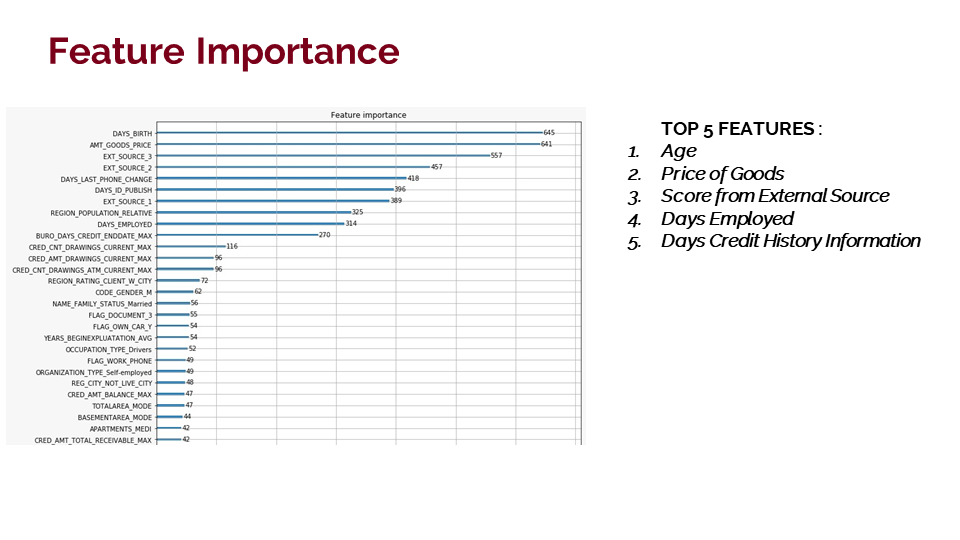 Feature Importance
Feature importance
DAYS_BIRTH 645
AMT_GOODS_PRICE 641
EXT_SOURCE_3 557
EXT_SOURCE_2 457
DAYS_LAST_PHONE_CHANGE 418
DAYS_ID_PUBLISH 396
EXT_SOURCE_1 389
REGION_POPULATION_RELATIVE 325
DAYS_EMPLOYED 314
BURO_DAYS_CREDIT_ENDDATE_MAX 270
CRED_CNT_DRAWINGS_CURRENT_MAX 116
CRED_AMT_DRAWINGS_CURRENT_MAX 96
CRED_CNT_DRAWINGS_ATM_CURRENT_MAX 96
REGION_RATING_CLIENT_W_CITY 72
CODE_GENDER_M 62
NAME_FAMILY_STATUS_Married 56
FLAG_DOCUMENT_3 55
FLAG_OWN_CAR_Y 54
YEARS_BEGINEXPLUATATION_AVG 54
OCCUPATION_TYPE_Drivers 52
FLAG_WORK_PHONE 49
ORGANIZATION_TYPE_Self-employed 49
REG_CITY_NOT_LIVE_CITY 48
CRED_AMT_BALANCE_MAX 47
TOTALAREA_MODE 47
BASEMENTAREA_MODE 44
APARTMENTS_MEDI 42
CRED_AMT_TOTAL_RECEIVABLE_MAX 42
TOP 5 FEATURES :
1. Age
2. Price of Goods
3. Score from External Source
4. Days Employed
5. Days Credit History Information